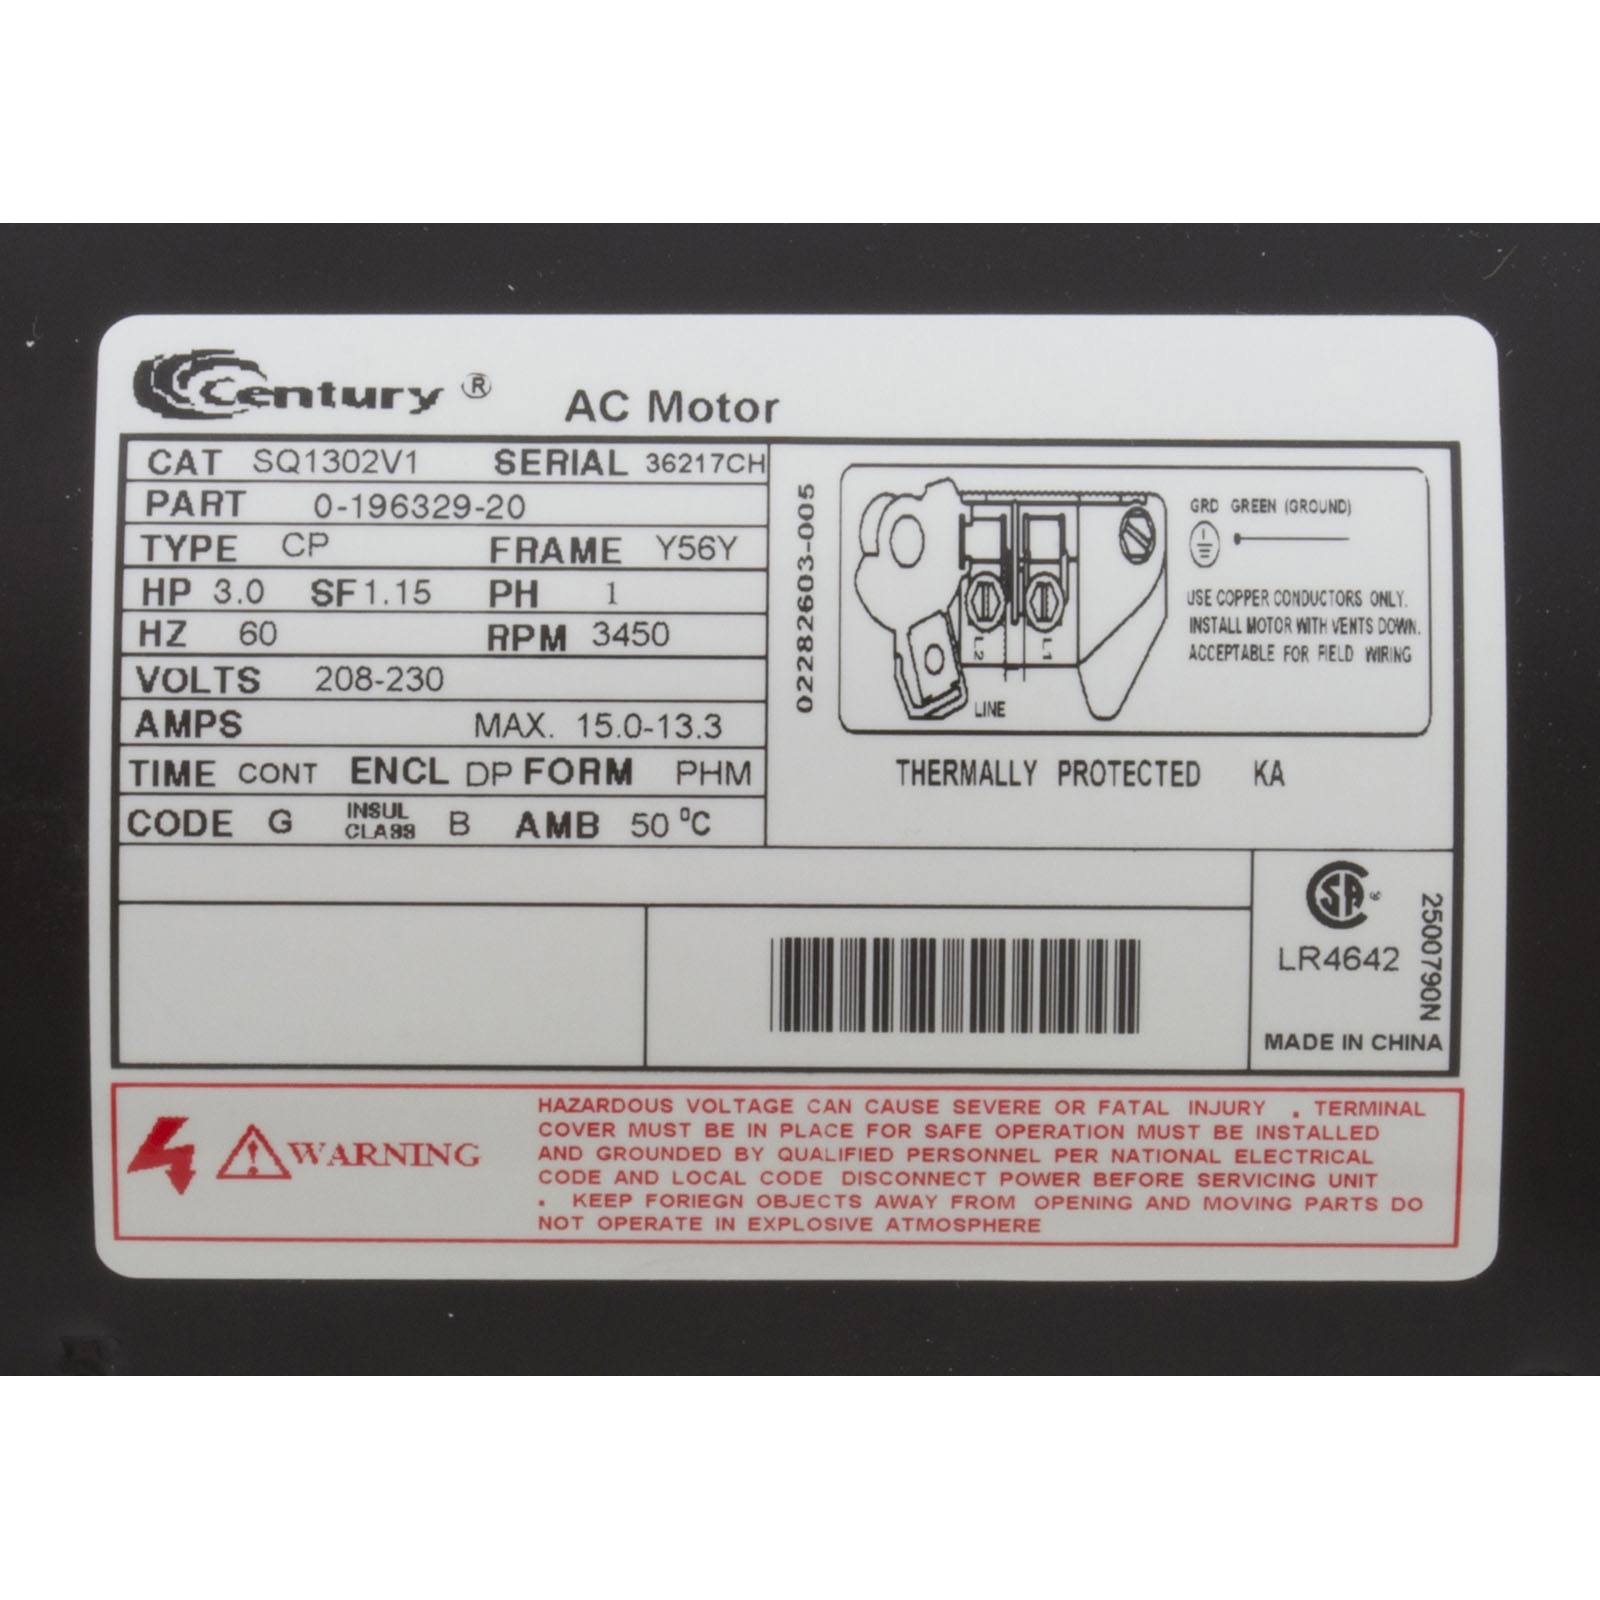 Century ®
AC Motor
CAT SQ1302V1 SERIAL 36217CH
PART 0-196329-20
TYPE CP FRAME Y56Y
HP 3.0 SF 1.15 PH 1
HZ 60 RPM 3450
VOLTS 208-230
AMPS MAX. 15.0-13.3
TIME CONT ENCL DP FORM PHM
CODE G INSUL CLASS B AMB 50 °C
02282603-005
GRD GREEN (GROUND)
USE COPPER CONDUCTORS ONLY.
INSTALL MOTOR WITH VENTS DOWN.
ACCEPTABLE FOR FIELD WIRING
L2 L1
LINE
THERMALLY PROTECTED KA
SA ®
LR4642
2500790N
MADE IN CHINA
WARNING
HAZARDOUS VOLTAGE CAN CAUSE SEVERE OR FATAL INJURY . TERMINAL
COVER MUST BE IN PLACE FOR SAFE OPERATION MUST BE INSTALLED
AND GROUNDED BY QUALIFIED PERSONNEL PER NATIONAL ELECTRICAL
CODE AND LOCAL CODE DISCONNECT POWER BEFORE SERVICING UNIT
. KEEP FORIEGN OBJECTS AWAY FROM OPENING AND MOVING PARTS DO
NOT OPERATE IN EXPLOSIVE ATMOSPHERE